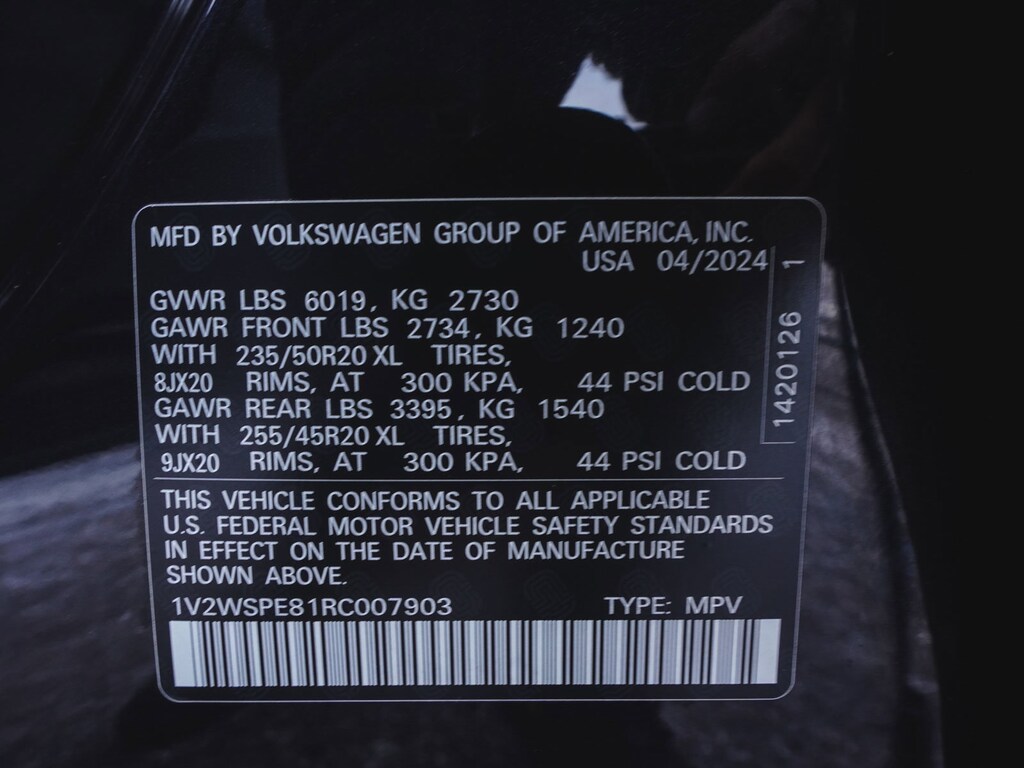 MFD BY VOLKSWAGEN GROUP OF AMERICA, INC.
USA 04/2024
GVWR LBS 6019, KG 2730
GAWR FRONT LBS 2734, KG 1240
WITH 235/50R20 XL TIRES,
8JX20 RIMS, AT 300 KPA, 44 PSI COLD
GAWR REAR LBS 3395, KG 1540
WITH 255/45R20 XL TIRES,
9JX20 RIMS, AT 300 KPA, 44 PSI COLD
1420126 1
THIS VEHICLE CONFORMS TO ALL APPLICABLE
U.S. FEDERAL MOTOR VEHICLE SAFETY STANDARDS
IN EFFECT ON THE DATE OF MANUFACTURE
SHOWN ABOVE.
1V2WSPE81RC007903 TYPE: MPV